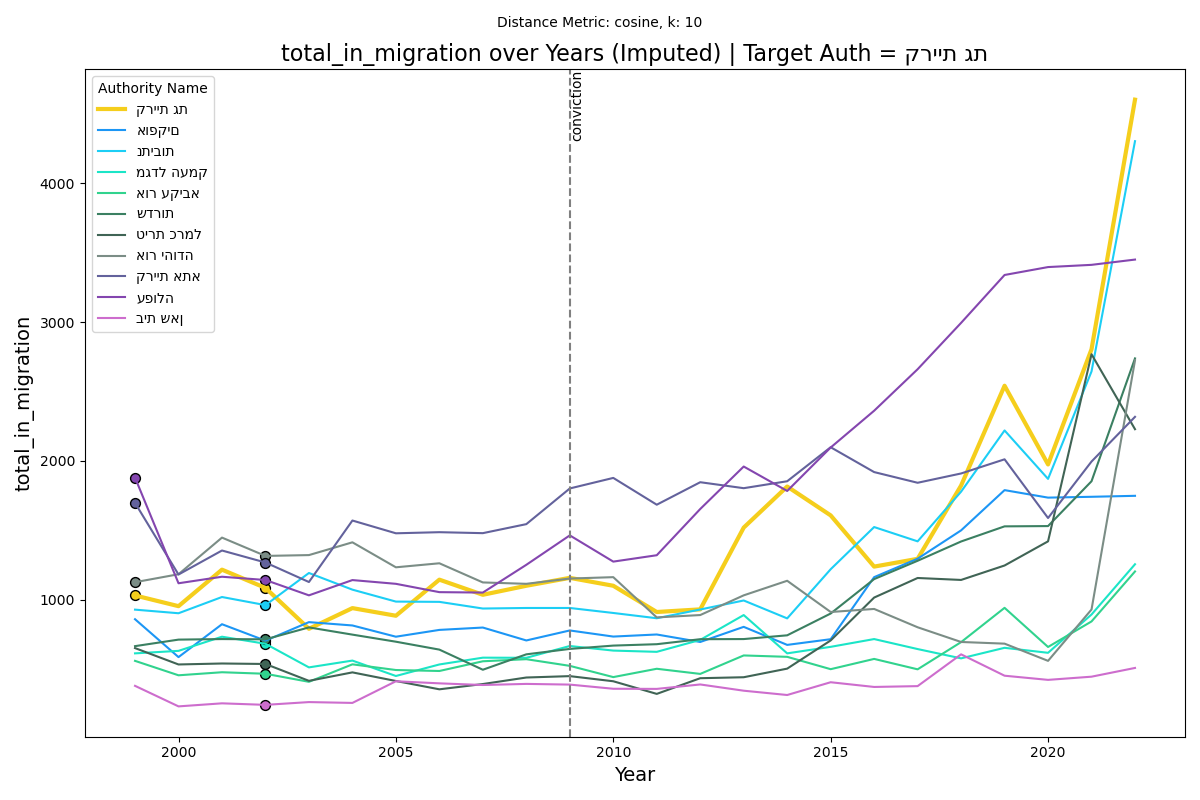 Distance Metric: cosine, k: 10
total_in_migration over Years (Imputed) | Target Auth = קריית גת
conviction
Authority Name
קריית גת
אופקים
נתיבות
מגדל העמק
אור עקיבא
שדרות
טירת כרמל
אור יהודה
קריית אתא
עפולה
בית שאן
total_in_migration
4000
3000
2000
1000
2000
2005
2010
2015
2020
Year